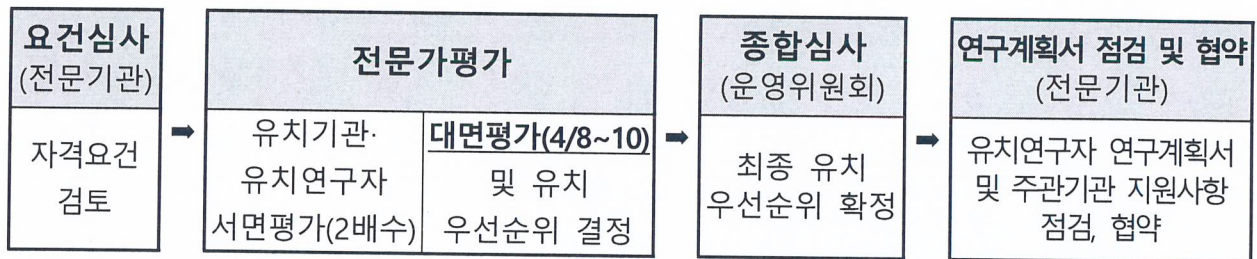 요건심사
(전문기관)
자격요건
검토
➡
전문가평가
유치기관·
유치연구자
서면평가(2배수)
대면평가(4/8~10)
및 유치
우선순위 결정
➡
종합심사
(운영위원회)
최종 유치
우선순위 확정
➡
연구계획서 점검 및 협약
(전문기관)
유치연구자 연구계획서
및 주관기관 지원사항
점검, 협약